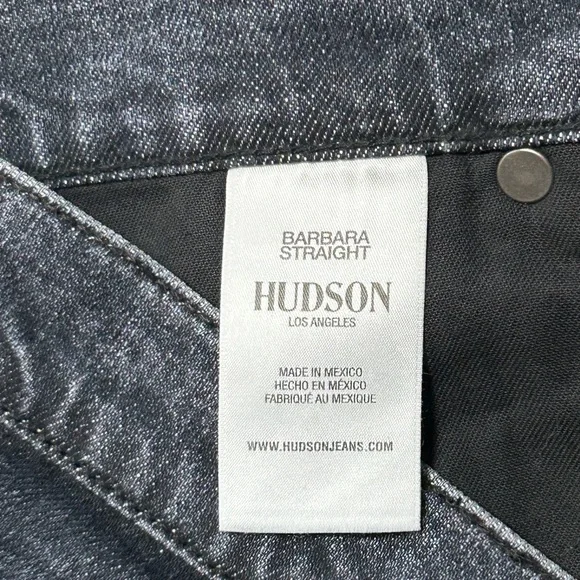 BARBARA
STRAIGHT
HUDSON
LOS ANGELES
MADE IN MEXICO
HECHO EN MÉXICO
FABRIQUÉ AU MEXIQUE
WWW.HUDSONJEANS.COM